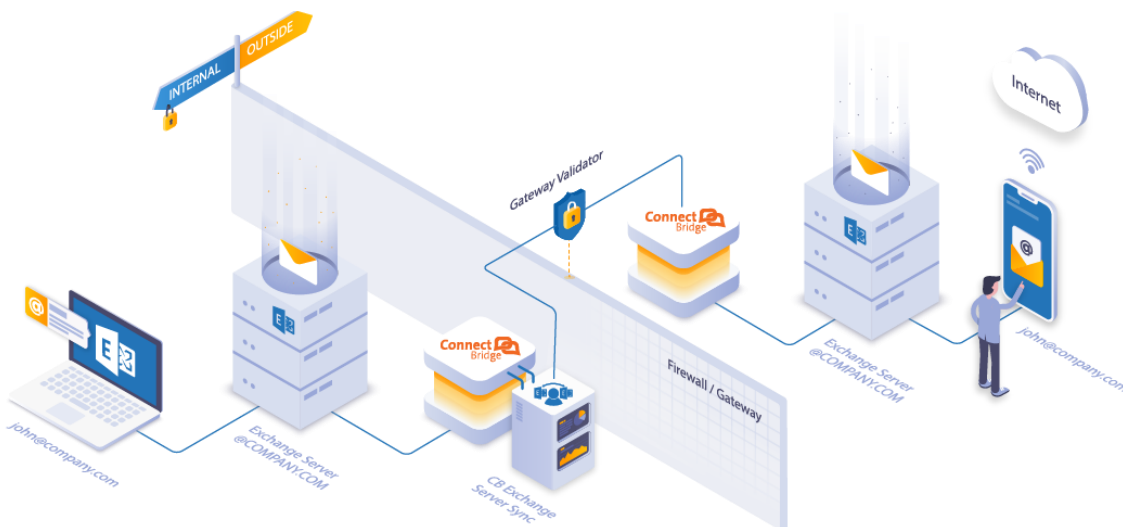 OUTSIDE
INTERNAL
Internet
Gateway Validator
Connect
Bridge
E
E
Connect
Bridge
E
Firewall / Gateway
john@company.com
Exchange Server
@COMPANY.COM
john@company.com
Exchange Server
@COMPANY.COM
CB Exchange
Server Sync